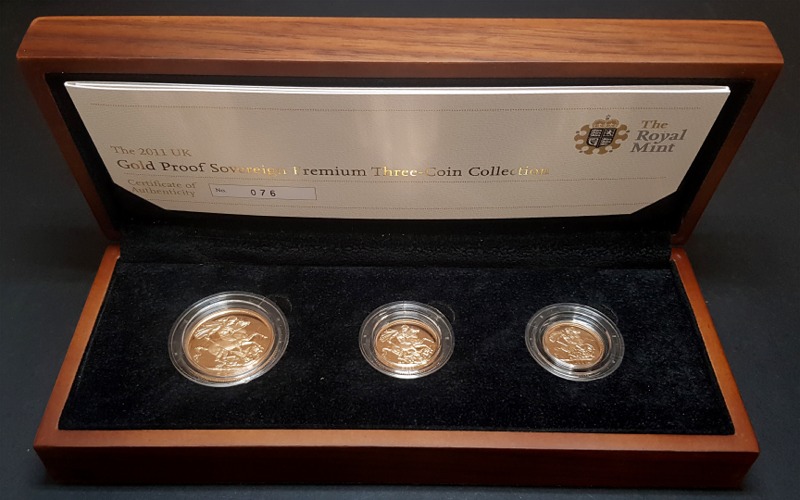 The 2011 UK
Gold Proof Sovereign Premium Three-Coin Collection
Certificate of
Authenticity
No. 076
The
Royal
Mint